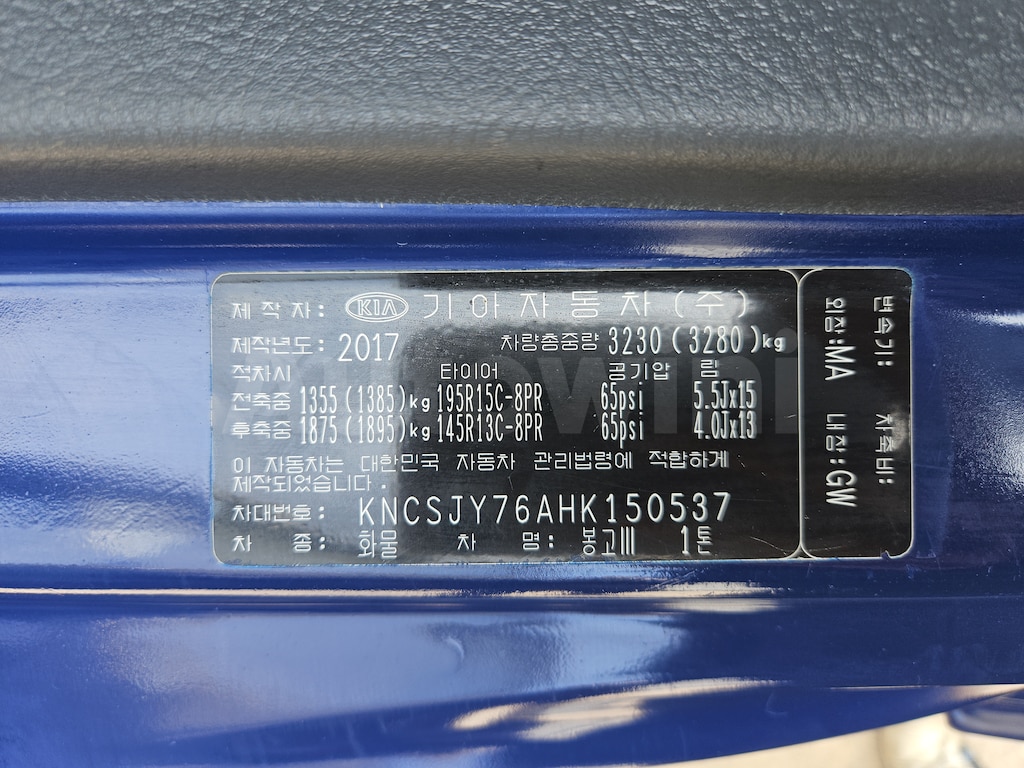 제 작 자: KIA 기아자동차(주)
제작년도: 2017 차량총중량 3230(3280)kg
적차시 타이어 공기압 림
전축중 1355(1385)kg 195R15C-8PR 65psi 5.5Jx15
후축중 1875(1895)kg 145R13C-8PR 65psi 4.0Jx13
이 자동차는 대한민국 자동차 관리법령에 적합하게
제작되었습니다.
차대번호: KNCSJY76AHK150537
차 종: 화물 차 명: 봉고Ⅲ 1톤
변속기: 차축비:
외장:MA 내장:GW